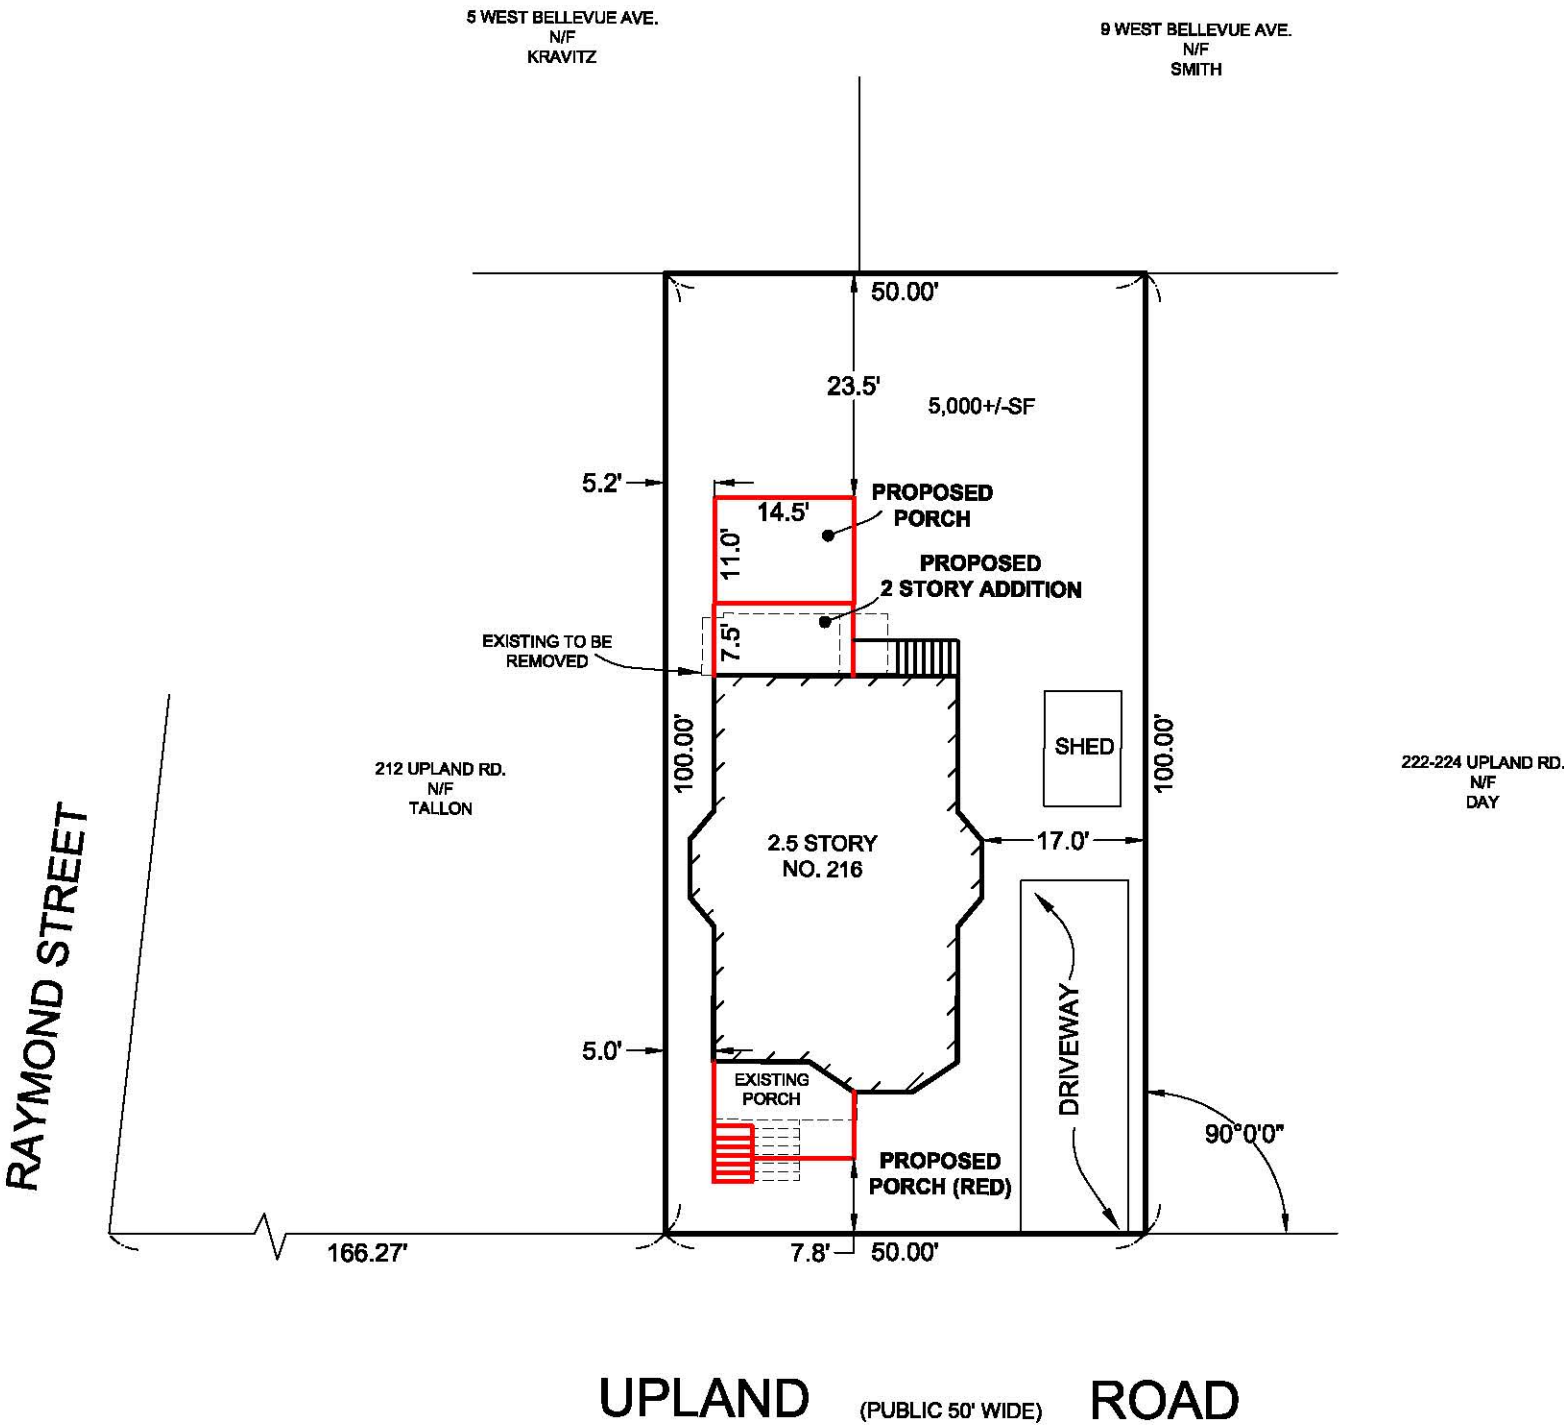 5 WEST BELLEVUE AVE.
N/F
KRAVITZ
9 WEST BELLEVUE AVE.
N/F
SMITH
50.00'
23.5'
5,000+/-SF
5.2'
14.5'
PROPOSED
PORCH
11.0'
PROPOSED
2 STORY ADDITION
7.5'
EXISTING TO BE
REMOVED
100.00'
SHED
100.00'
212 UPLAND RD.
N/F
TALLON
222-224 UPLAND RD.
N/F
DAY
2.5 STORY
NO. 216
17.0'
RAYMOND STREET
DRIVEWAY
5.0'
EXISTING
PORCH
90°0'0"
PROPOSED
PORCH (RED)
166.27'
7.8'
50.00'
UPLAND (PUBLIC 50' WIDE) ROAD